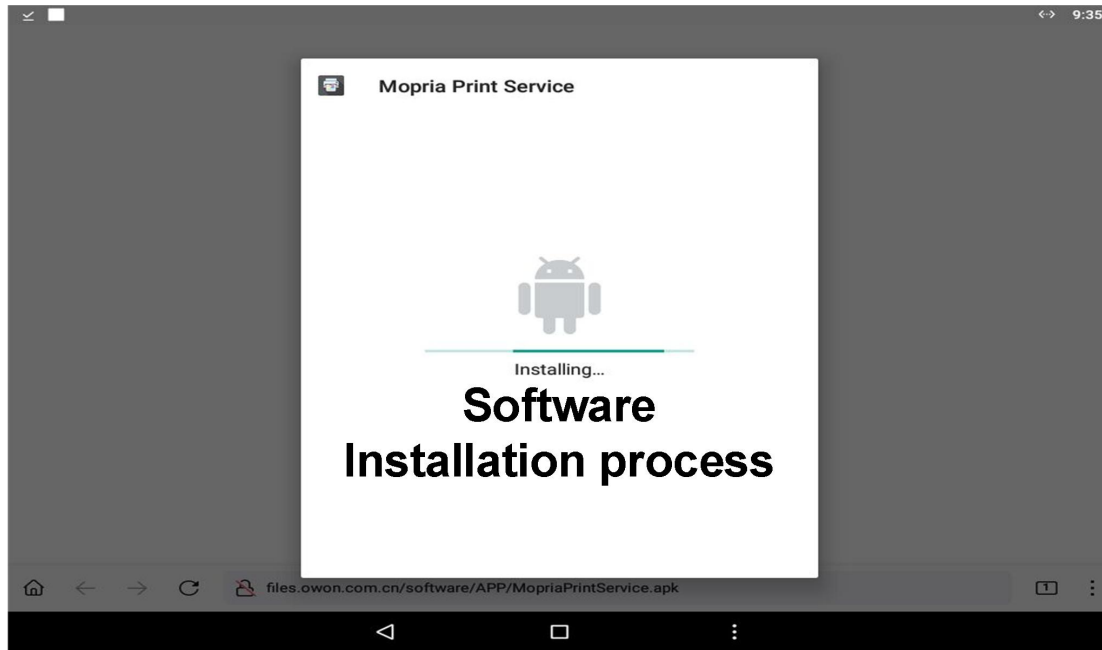 9:35
Mopria Print Service
Installing...
Software
Installation process
files.owon.com.cn/software/APP/MopriaPrintService.apk
1